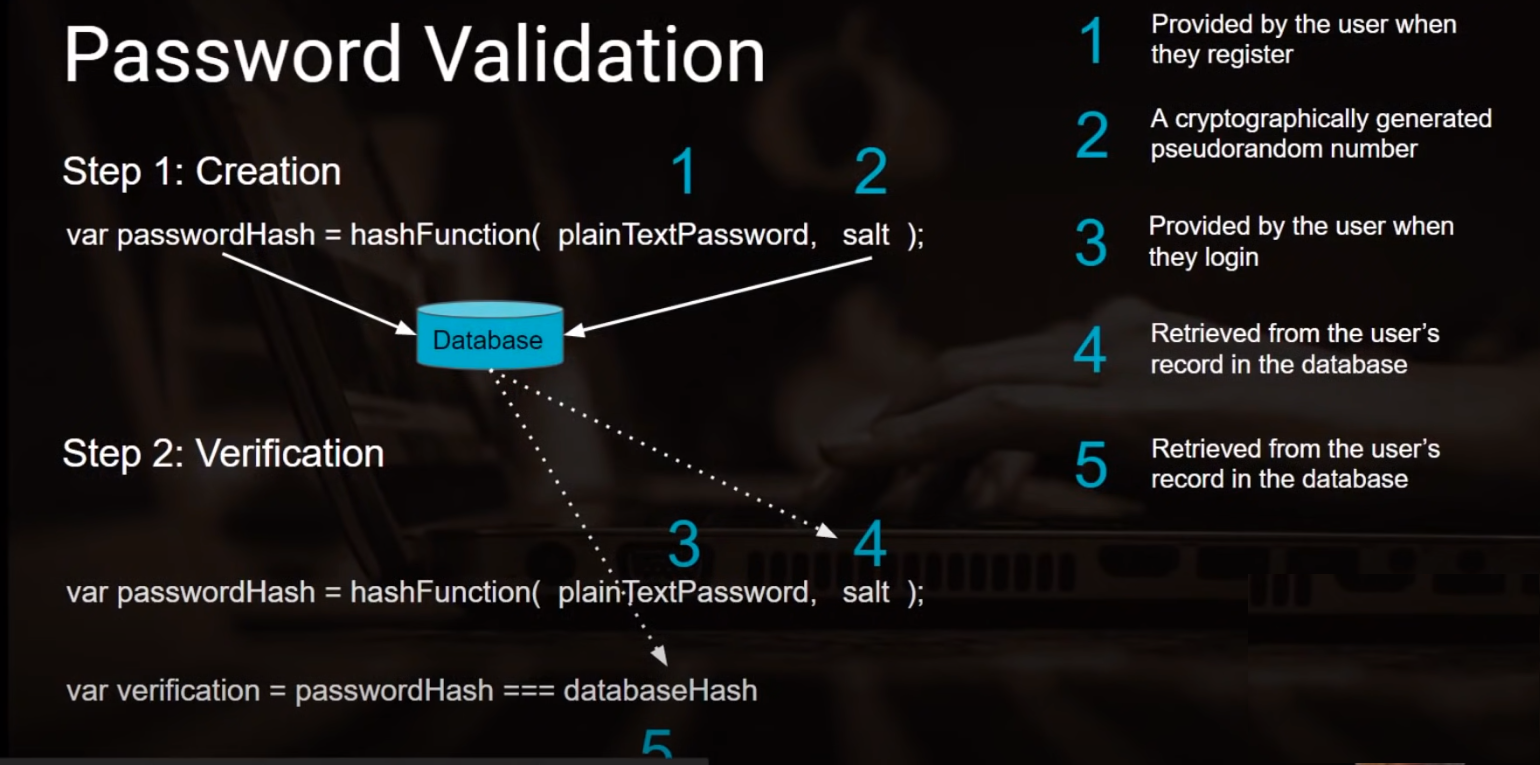 Password Validation
Step 1: Creation
1 2
var passwordHash = hashFunction( plainTextPassword, salt );
Database
Step 2: Verification
3 4
var passwordHash = hashFunction( plainTextPassword, salt );
var verification = passwordHash === databaseHash
5
1 Provided by the user when
they register
2 A cryptographically generated
pseudorandom number
3 Provided by the user when
they login
4 Retrieved from the user’s
record in the database
5 Retrieved from the user’s
record in the database